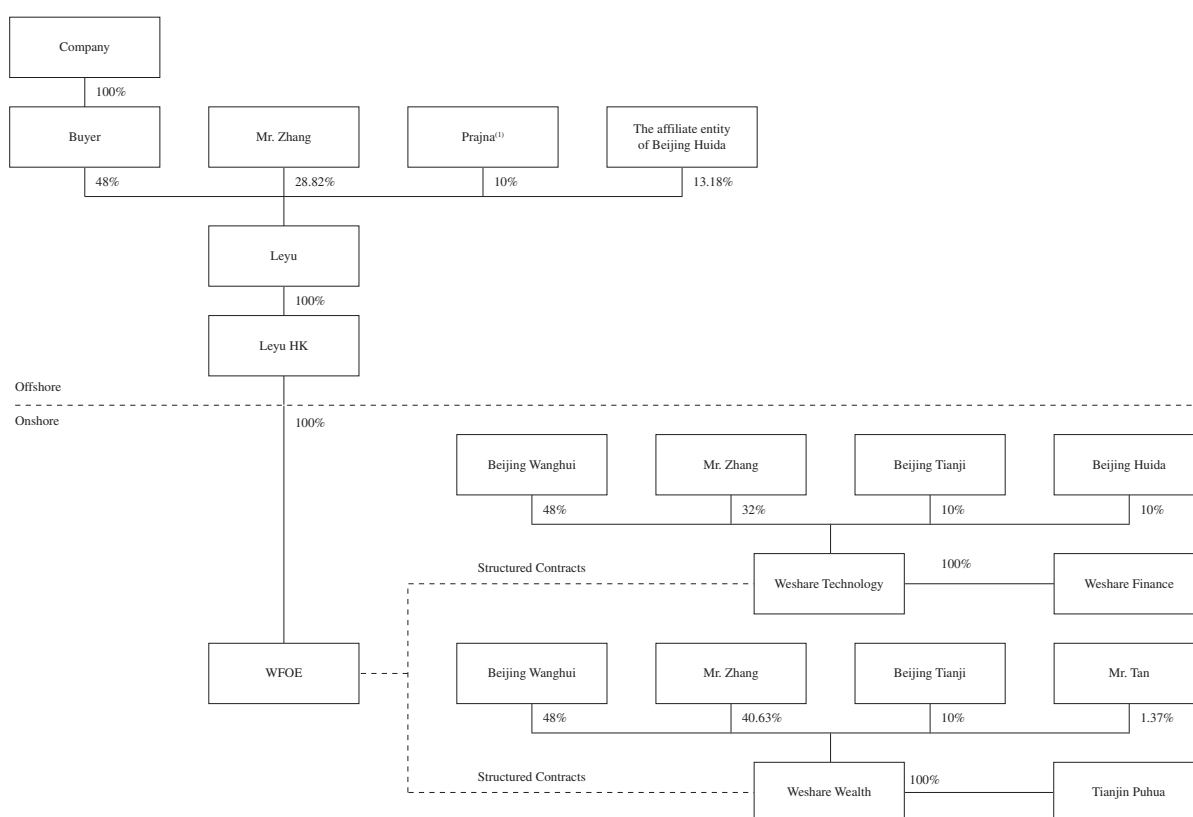 Company
100%
Buyer
Mr. Zhang
Prajna(1)
The affiliate entity
of Beijing Huida
48%
28.82%
10%
13.18%
Leyu
100%
Leyu HK
Offshore
Onshore
100%
Beijing Wanghui
Mr. Zhang
Beijing Tianji
Beijing Huida
48%
32%
10%
10%
Structured Contracts
Weshare Technology
100%
Weshare Finance
WFOE
Beijing Wanghui
Mr. Zhang
Beijing Tianji
Mr. Tan
48%
40.63%
10%
1.37%
Structured Contracts
Weshare Wealth
100%
Tianjin Puhua